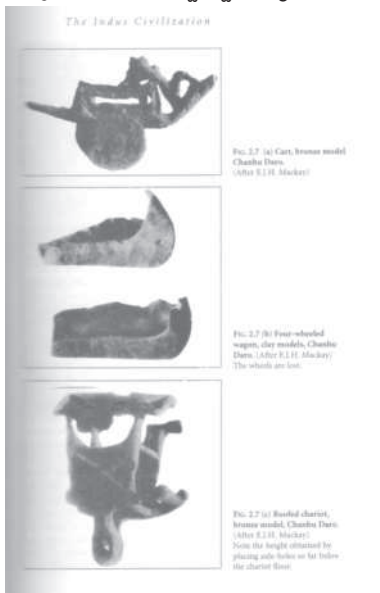 The Indus Civilization
FIG. 2.7 (a) Cart, bronze model
Chanhu Daro.
(After E.J.H. Mackay)
FIG. 2.7 (b) Four-wheeled
wagon, clay models, Chanhu
Daro. (After E.J.H. Mackay)
The wheels are lost.
FIG. 2.7 (c) Roofed chariot,
bronze model, Chanhu Daro.
(After E.J.H. Mackay)
Note the height obtained by
placing axle-holes so far below
the chariot floor.